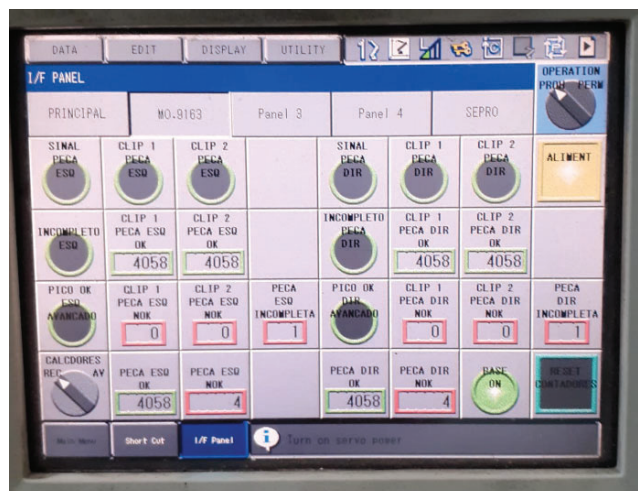 DATA EDIT DISPLAY UTILITY
I/F PANEL
OPERATION
PROH PERM
PRINCIPAL MO-9163 Panel 3 Panel 4 SEPRO
SINAL
PECA
ESQ
CLIP 1
PECA
ESQ
CLIP 2
PECA
ESQ
SINAL
PECA
DIR
CLIP 1
PECA
DIR
CLIP 2
PECA
DIR
ALIMENT
INCOMPLETO
ESQ
CLIP 1
PECA ESQ
OK
4058
CLIP 2
PECA ESQ
OK
4058
INCOMPLETO
PECA
DIR
CLIP 1
PECA DIR
OK
4058
CLIP 2
PECA DIR
OK
4058
PICO OK
ESQ
AVANCADO
CLIP 1
PECA ESQ
NOK
0
CLIP 2
PECA ESQ
NOK
0
PECA
ESQ
INCOMPLETA
1
PICO OK
DIR
AVANCADO
CLIP 1
PECA DIR
NOK
0
CLIP 2
PECA DIR
NOK
0
PECA
DIR
INCOMPLETA
1
CALCDORES
REC AV
PECA ESQ
OK
4058
PECA ESQ
NOK
4
PECA DIR
OK
4058
PECA DIR
NOK
4
BASE
ON
RESET
CONTADORES
Main Menu Short Cut I/F Panel Turn on servo power